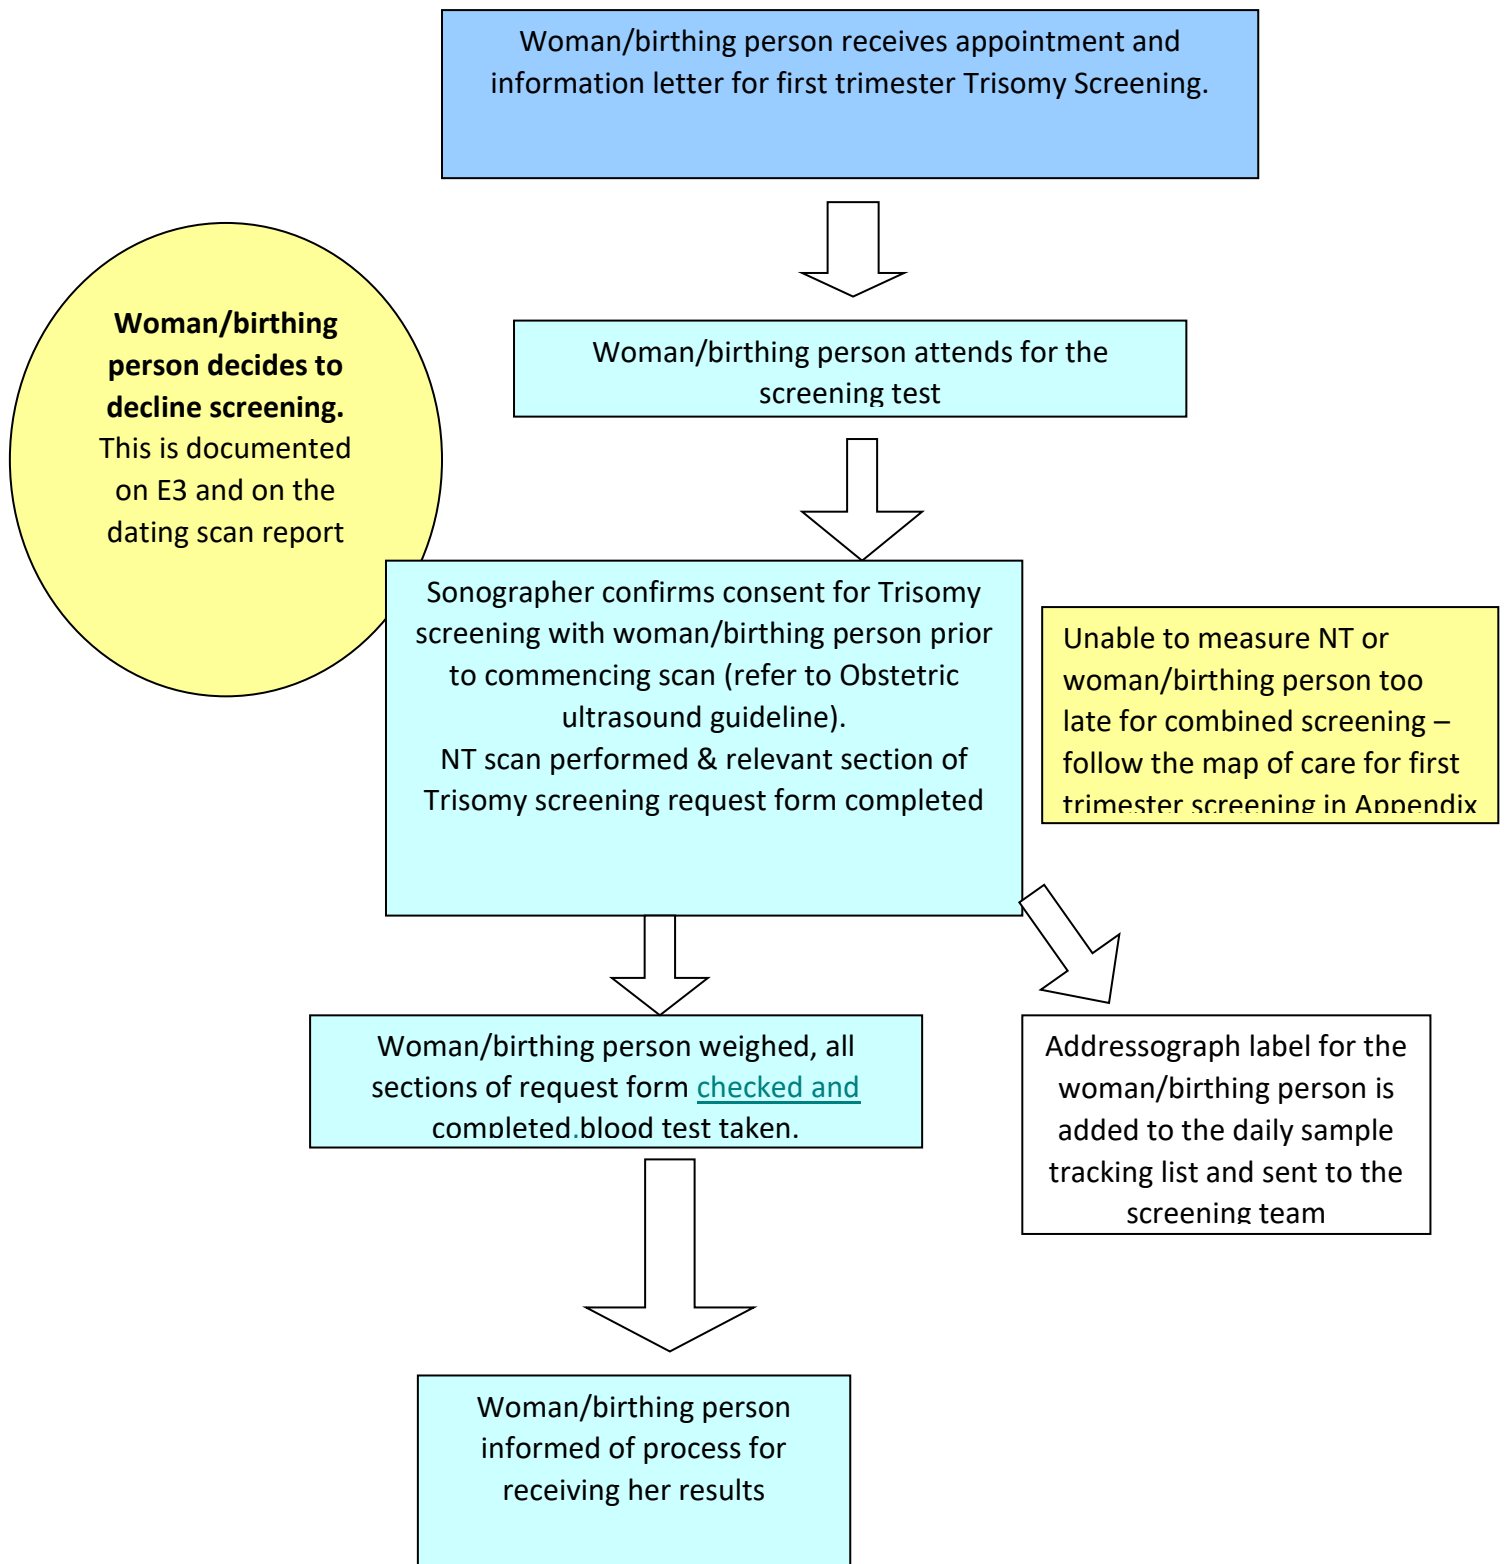 Woman/birthing person receives appointment and
information letter for first trimester Trisomy Screening.
Woman/birthing person attends for the
screening test
Woman/birthing
person decides to
decline screening.
This is documented
on E3 and on the
dating scan report
Sonographer confirms consent for Trisomy
screening with woman/birthing person prior
to commencing scan (refer to Obstetric
ultrasound guideline).
NT scan performed & relevant section of
Trisomy screening request form completed
Unable to measure NT or
woman/birthing person too
late for combined screening –
follow the map of care for first
trimester screening in Appendix
Woman/birthing person weighed, all
sections of request form checked and
completed.blood test taken.
Addressograph label for the
woman/birthing person is
added to the daily sample
tracking list and sent to the
screening team
Woman/birthing person
informed of process for
receiving her results